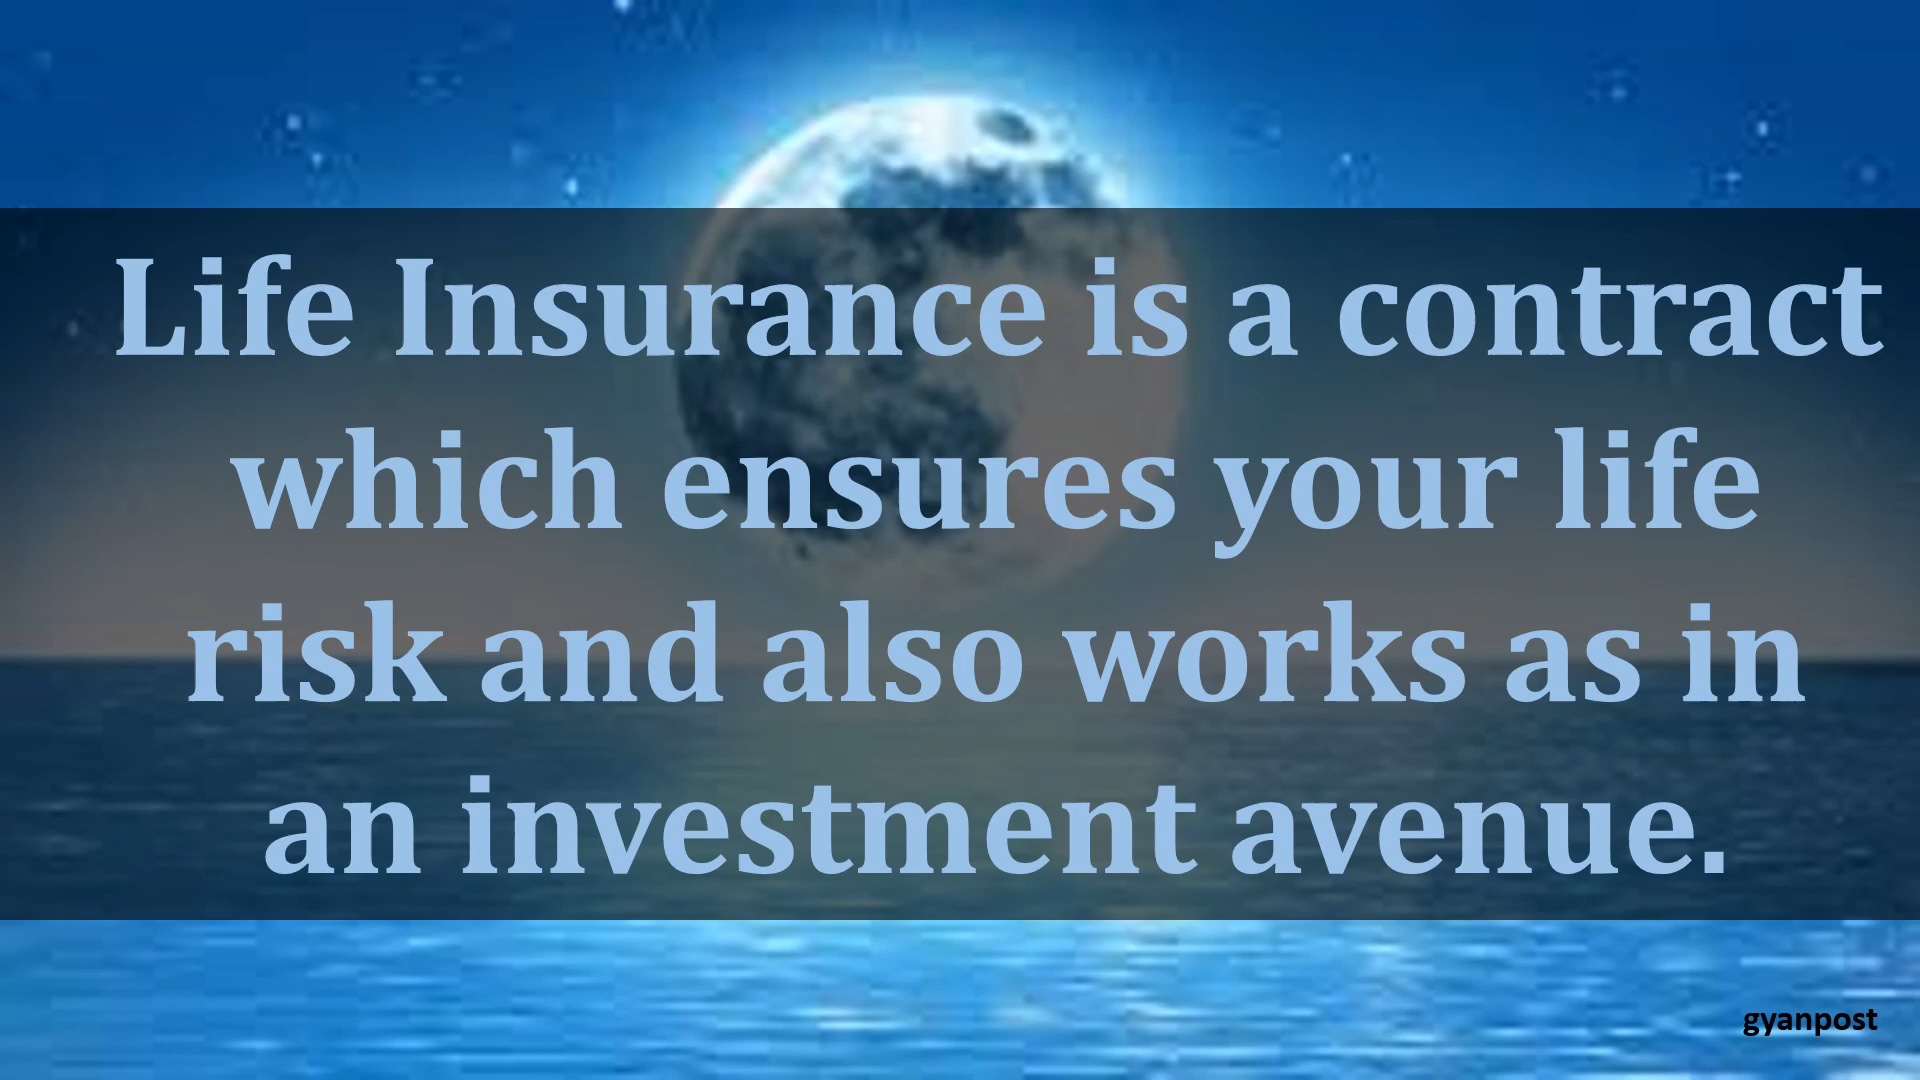 Life Insurance is a contract
which ensures your life
risk and also works as in
an investment avenue.
gyanpost